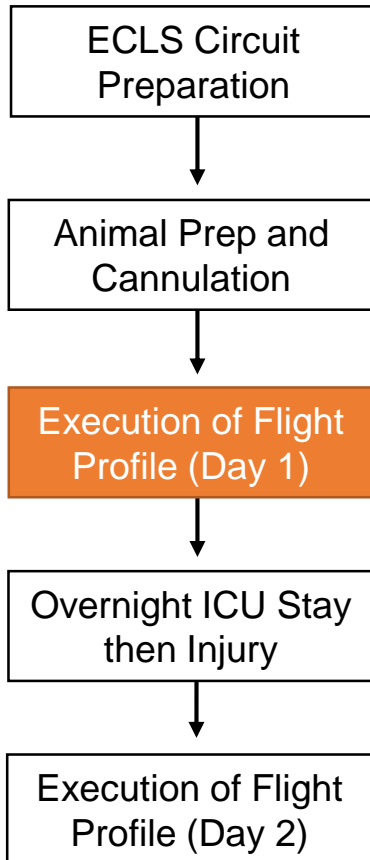 ECLS Circuit
Preparation
Animal Prep and
Cannulation
Execution of Flight
Profile (Day 1)
Overnight ICU Stay
then Injury
Execution of Flight
Profile (Day 2)